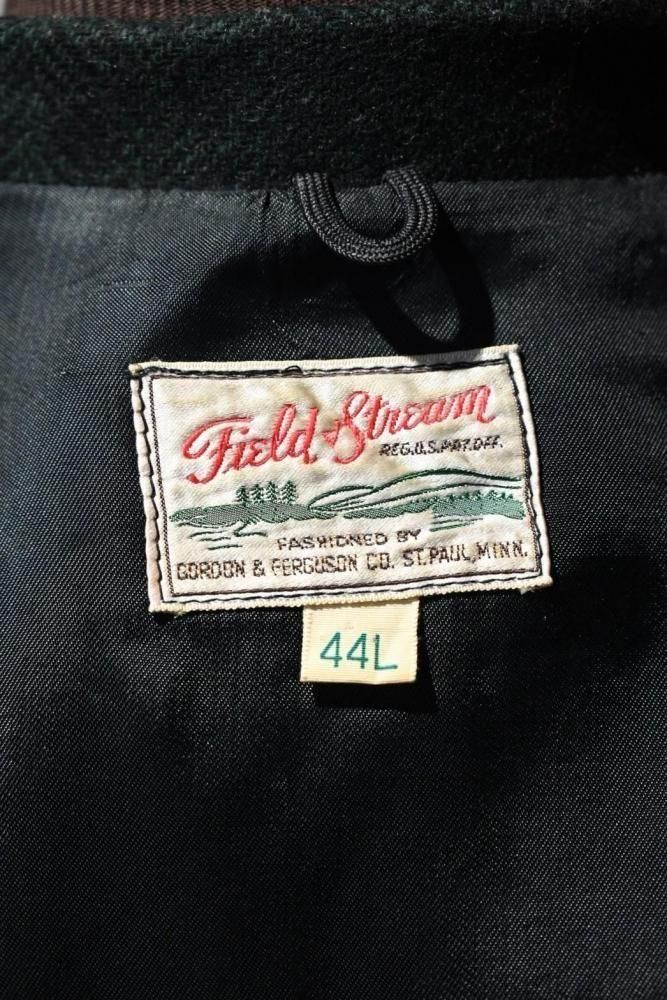 Field & Stream
REG.U.S.PAT.OFF.
FASHIONED BY
GORDON & FERGUSON CO. ST.PAUL,MINN.
44L